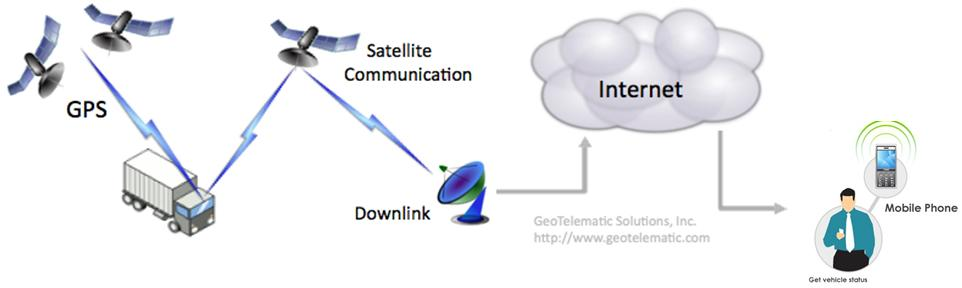 GPS
Satellite
Communication
Internet
Downlink
GeoTelematic Solutions, Inc.
http://www.geotelematic.com
Mobile Phone
Get vehicle status